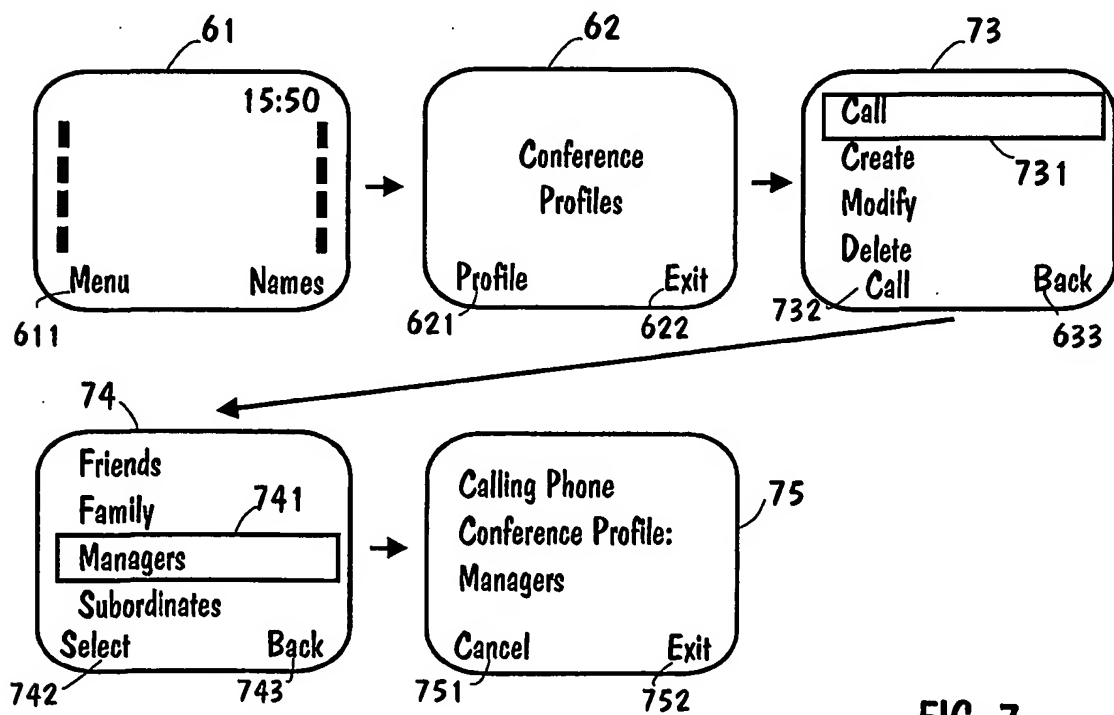 61
62
73
15:50
Menu
Names
611
Conference
Profiles
Profile
Exit
621
622
Call
731
Create
Modify
Delete
Call
Back
732
633
74
Friends
Family
741
Managers
Subordinates
Select
Back
742
743
75
Calling Phone
Conference Profile:
Managers
Cancel
Exit
751
752
FIG. 7